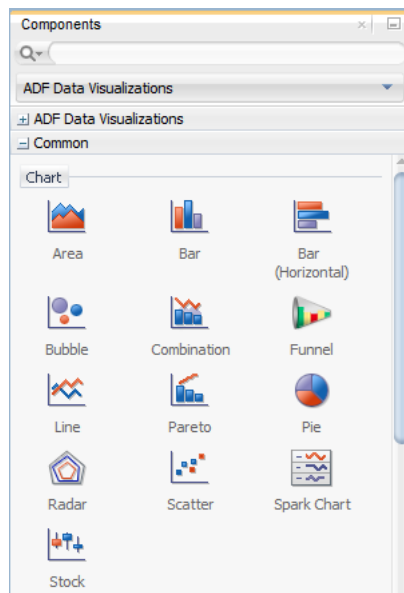 Components
ADF Data Visualizations
ADF Data Visualizations
Common
Chart
Area
Bar
Bar
(Horizontal)
Bubble
Combination
Funnel
Line
Pareto
Pie
Radar
Scatter
Spark Chart
Stock